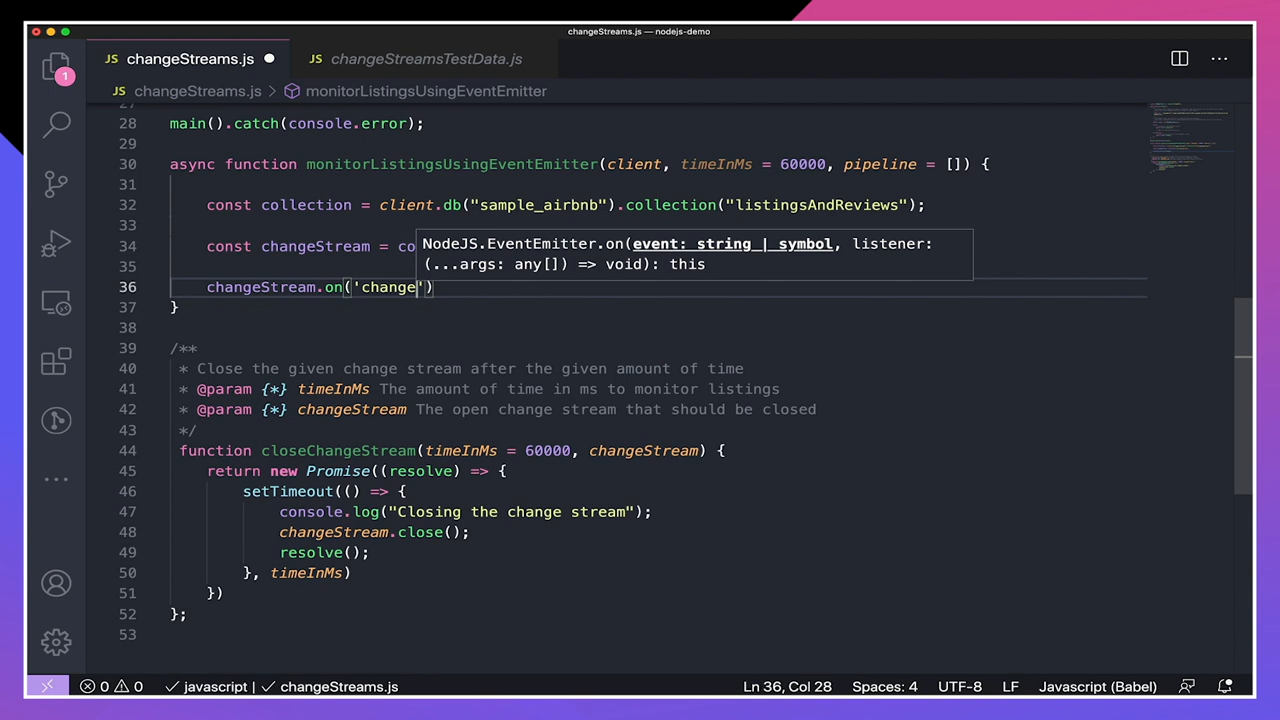 changeStreams.js — nodejs-demo
JS changeStreams.js JS changeStreamsTestData.js
1
JS changeStreams.js > monitorListingsUsingEventEmitter
27
28 main().catch(console.error);
29
30 async function monitorListingsUsingEventEmitter(client, timeInMs = 60000, pipeline = []) {
31
32 const collection = client.db("sample_airbnb").collection("listingsAndReviews");
33
NodeJS.EventEmitter.on(event: string | symbol, listener:
34 const changeStream = co
(...args: any[]) => void): this
35
36 changeStream.on('change')
37 }
38
39 /**
40 * Close the given change stream after the given amount of time
41 * @param {*} timeInMs The amount of time in ms to monitor listings
42 * @param {*} changeStream The open change stream that should be closed
43 */
44 function closeChangeStream(timeInMs = 60000, changeStream) {
45 return new Promise((resolve) => {
46 setTimeout(() => {
47 console.log("Closing the change stream");
48 changeStream.close();
49 resolve();
50 }, timeInMs)
51 })
52 };
53
0 0 javascript | changeStreams.js Ln 36, Col 28 Spaces: 4 UTF-8 LF Javascript (Babel)